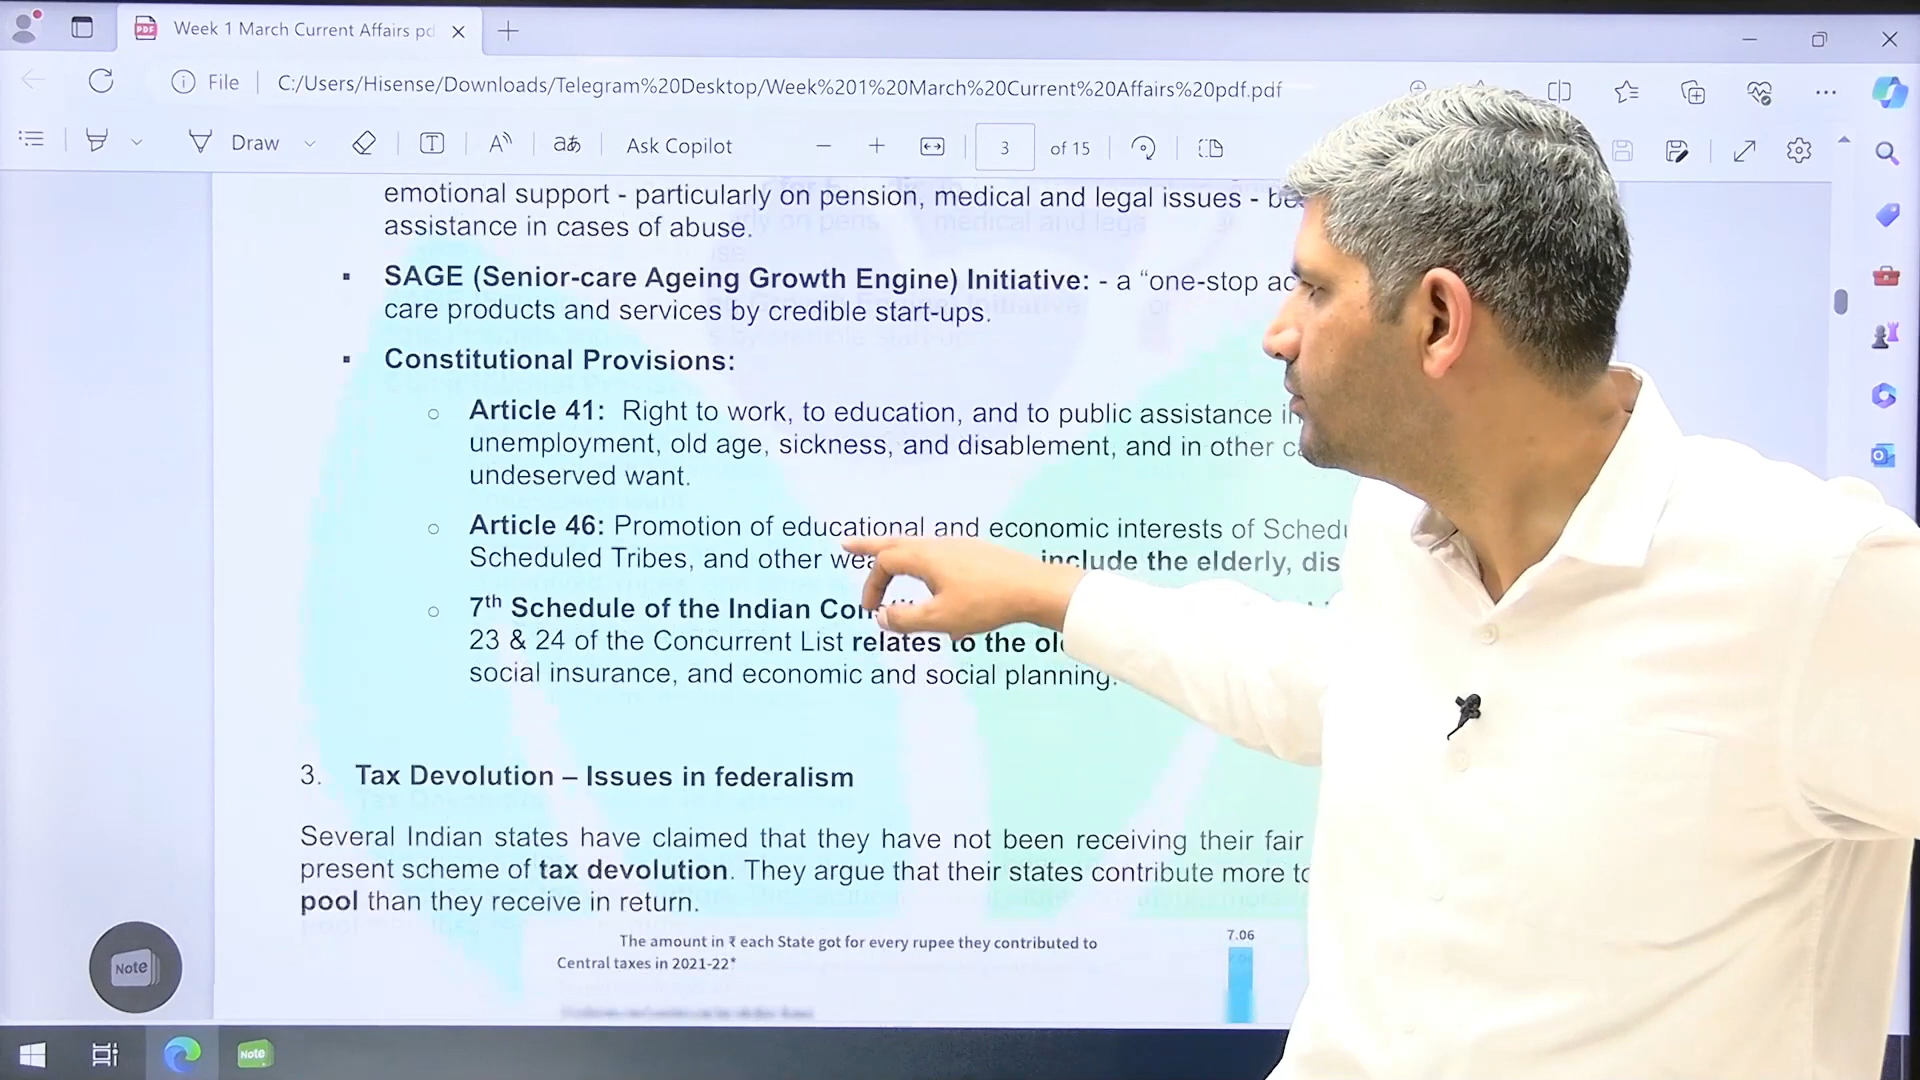 Week 1 March Current Affairs pd
File
C:/Users/Hisense/Downloads/Telegram%20Desktop/Week%201%20March%20Current%20Affairs%20pdf.pdf
Draw
Ask Copilot
3 of 15
emotional support - particularly on pension, medical and legal issues -
assistance in cases of abuse.
▪ SAGE (Senior-care Ageing Growth Engine) Initiative: - a “one-stop
care products and services by credible start-ups.
▪ Constitutional Provisions:
○ Article 41: Right to work, to education, and to public assistance
unemployment, old age, sickness, and disablement, and in other
undeserved want.
○ Article 46: Promotion of educational and economic interests of
Scheduled Tribes, and other include the elderly,
○ 7th Schedule of the Indian
23 & 24 of the Concurrent List relates to the
social insurance, and economic and social planning.
3. Tax Devolution – Issues in federalism
Several Indian states have claimed that they have not been receiving their fair
present scheme of tax devolution. They argue that their states contribute more
pool than they receive in return.
The amount in ₹ each State got for every rupee they contributed to
Central taxes in 2021-22*
7.06
Note
Note